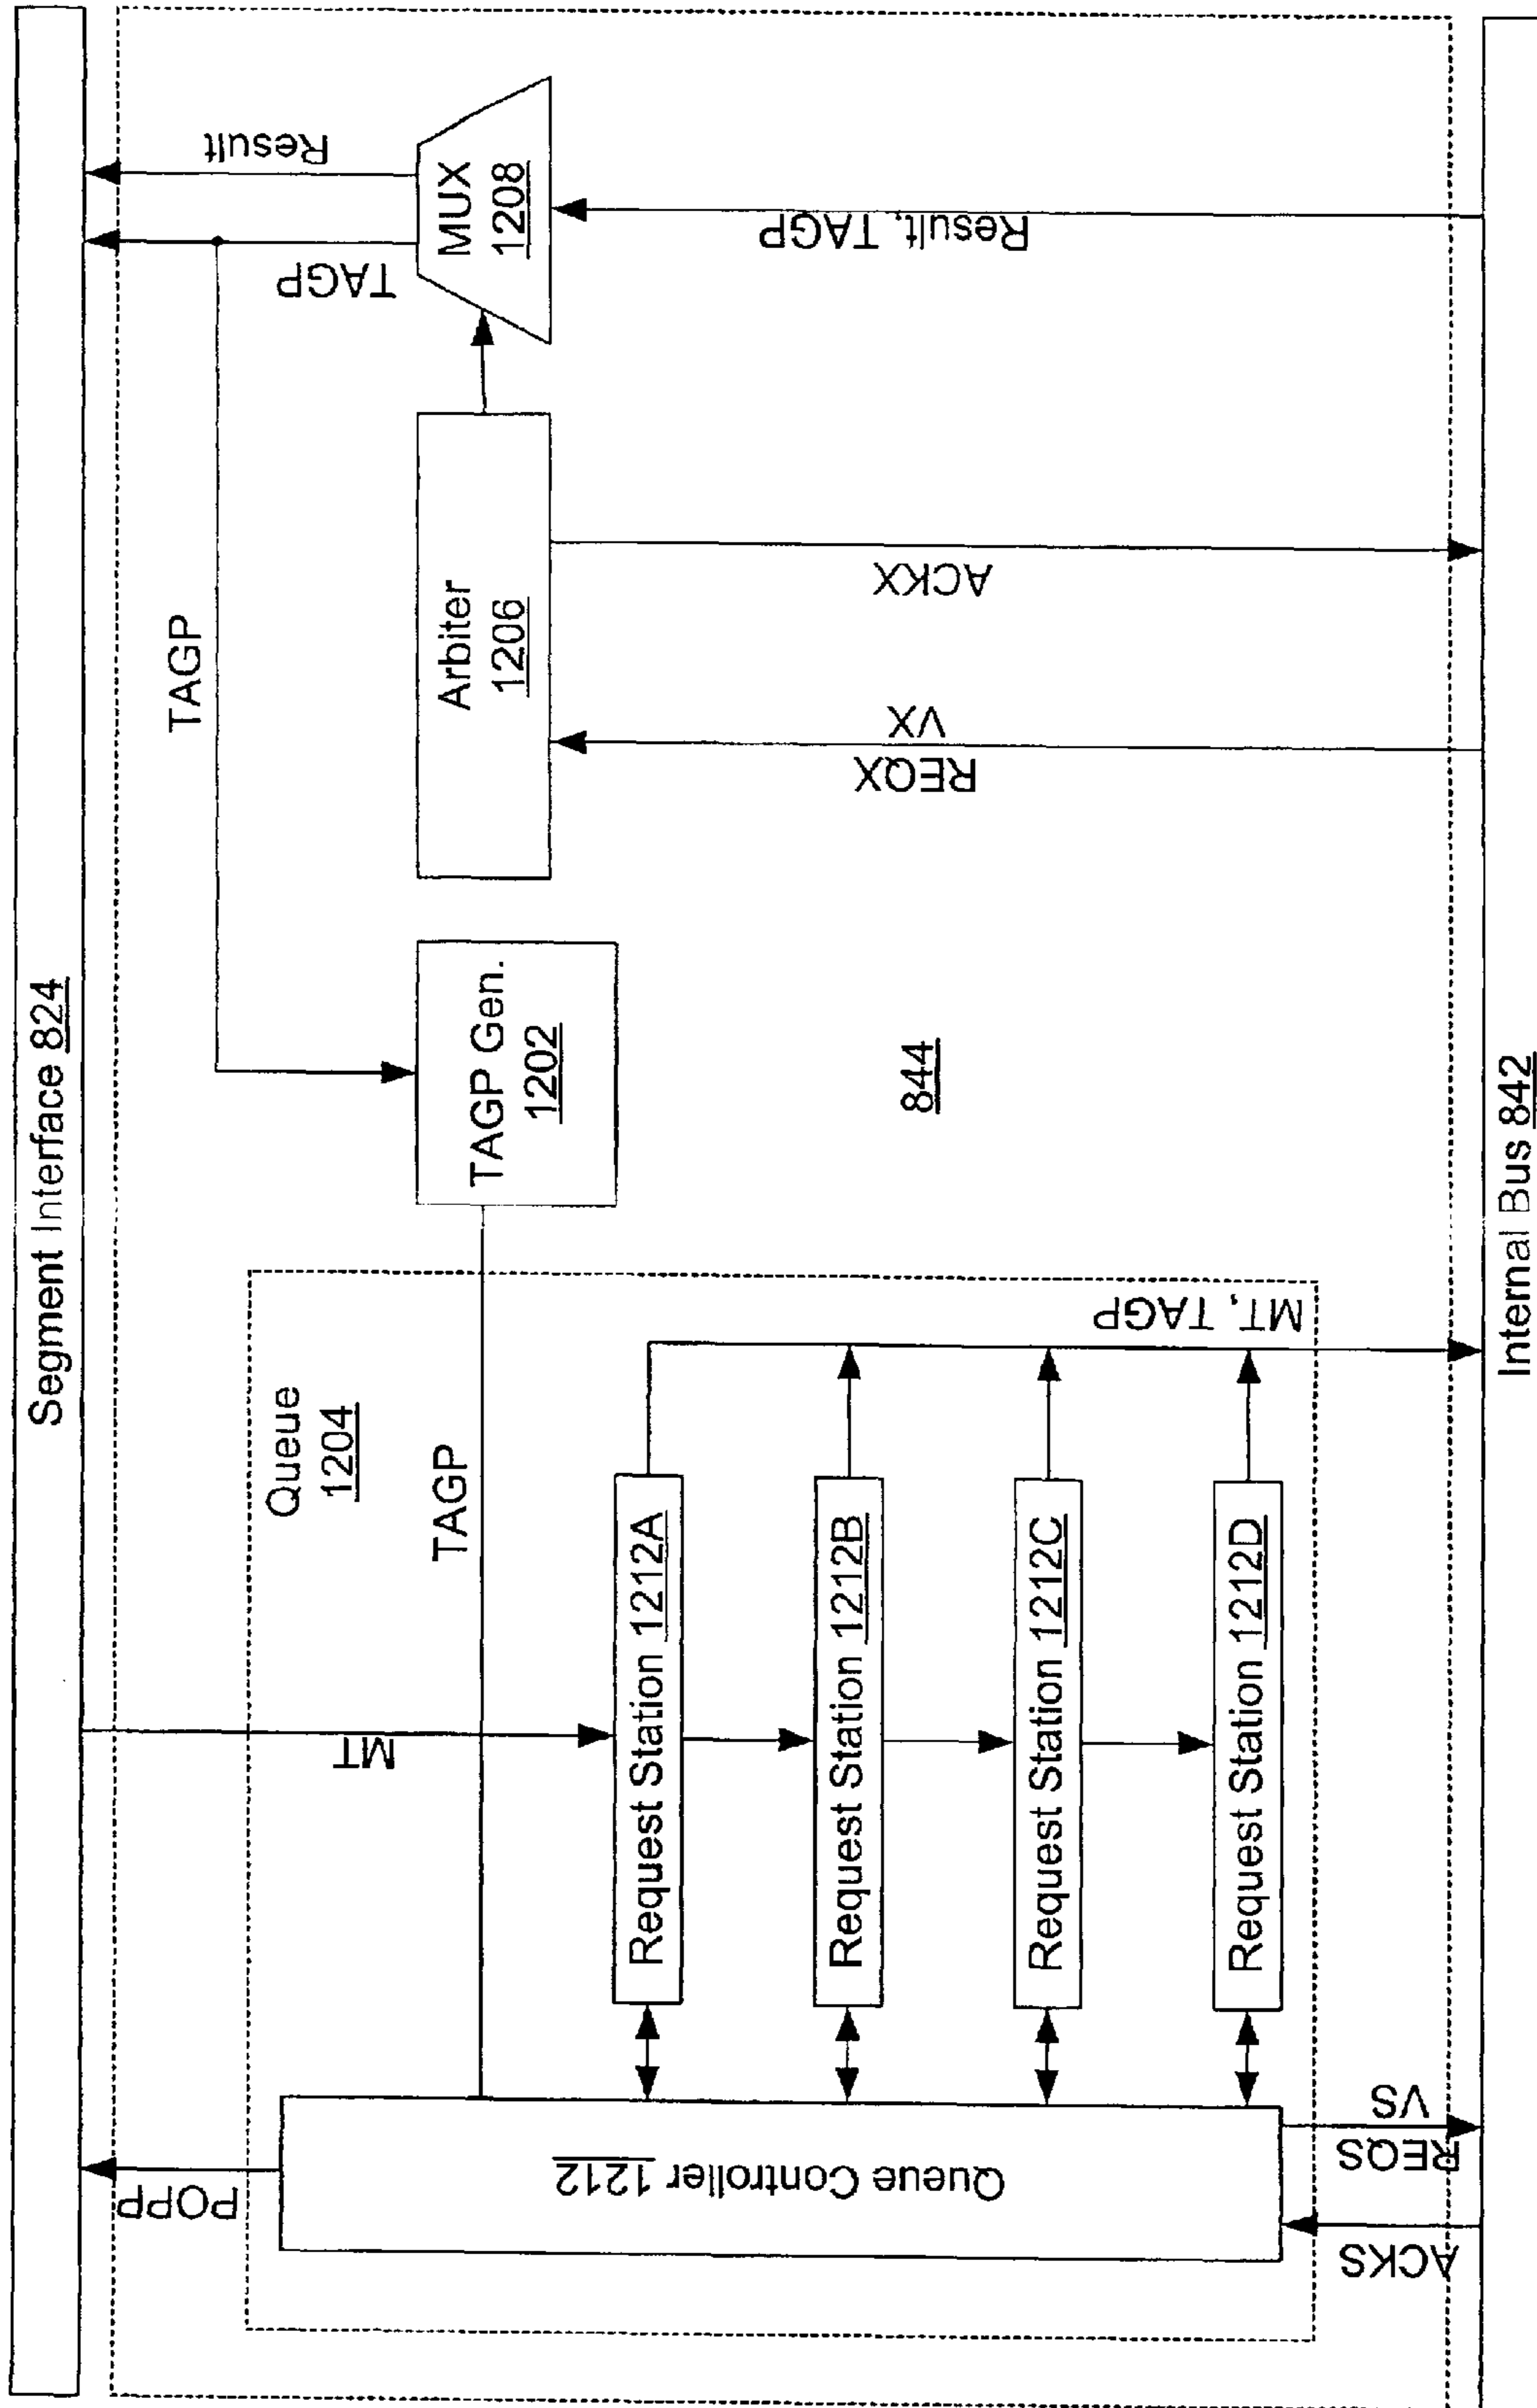 Segment Interface 824
Queue
1204
POPP
MT
TAGP
TAGP
TAGP
Result
Queue Controller 1212
Request Station 1212A
Request Station 1212B
Request Station 1212C
Request Station 1212D
MT, TAGP
TAGP Gen.
1202
Arbiter
1206
MUX
1208
844
REQX
VX
ACKX
Result, TAGP
ACKS
REQS
VS
Internal Bus 842